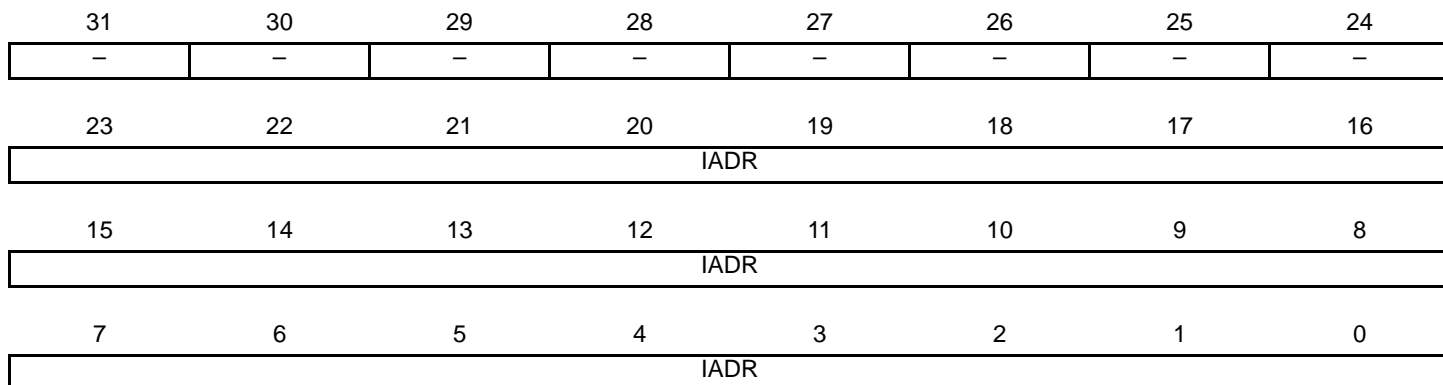 31 30 29 28 27 26 25 24
– – – – – – – –
23 22 21 20 19 18 17 16
IADR
15 14 13 12 11 10 9 8
IADR
7 6 5 4 3 2 1 0
IADR